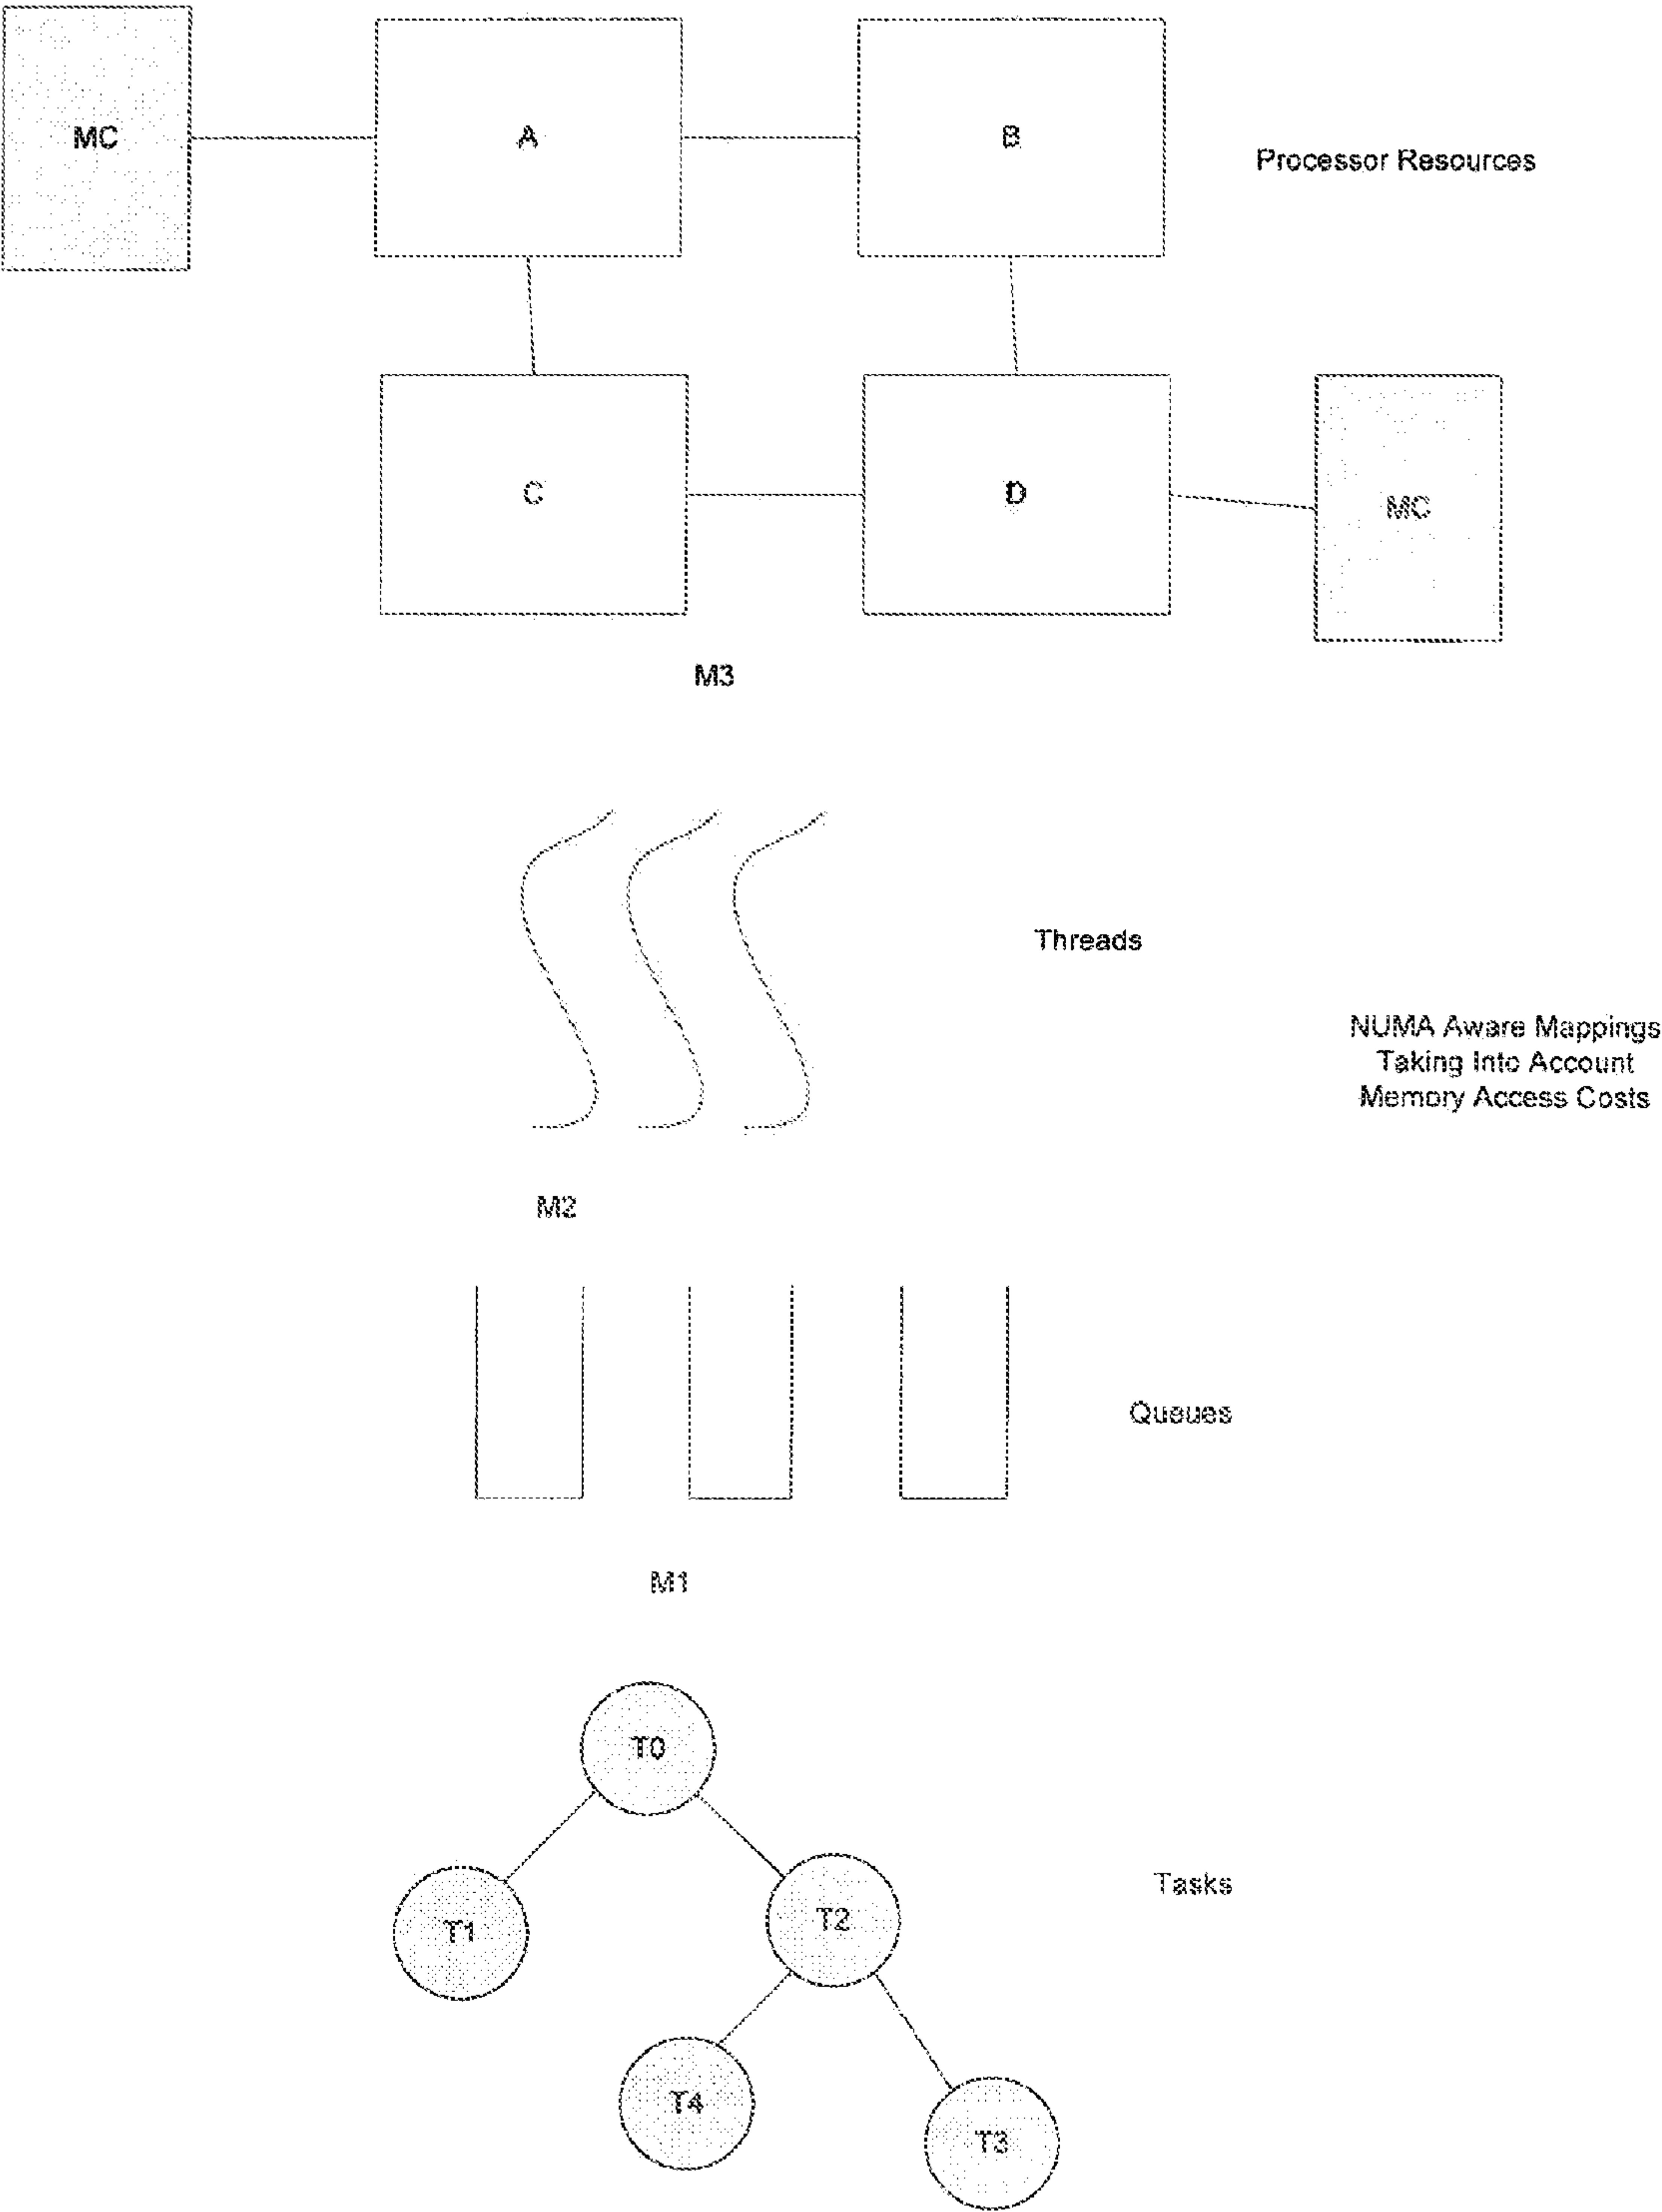 MC
A
B
Processor Resources
C
D
MC
M3
Threads
NUMA Aware Mappings
Taking Into Account
Memory Access Costs
M2
Queues
M1
T0
Tasks
T1
T2
T4
T3